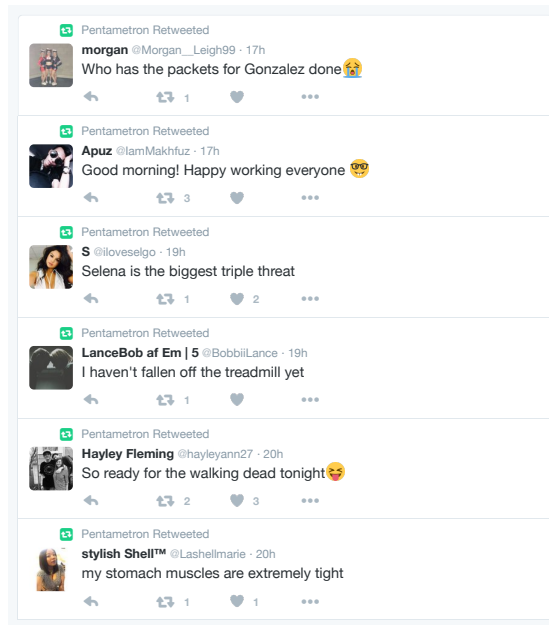 Pentametron Retweeted
morgan @Morgan__Leigh99 · 17h
Who has the packets for Gonzalez done😭
1
Pentametron Retweeted
Apuz @IamMakhfuz · 17h
Good morning! Happy working everyone 🤓
3
Pentametron Retweeted
S @iloveselgo · 19h
Selena is the biggest triple threat
1 2
Pentametron Retweeted
LanceBob af Em | 5 @BobbiiLance · 19h
I haven't fallen off the treadmill yet
1
Pentametron Retweeted
Hayley Fleming @hayleyann27 · 20h
So ready for the walking dead tonight😝
2 3
Pentametron Retweeted
stylish Shell™ @Lashellmarie · 20h
my stomach muscles are extremely tight
1 1